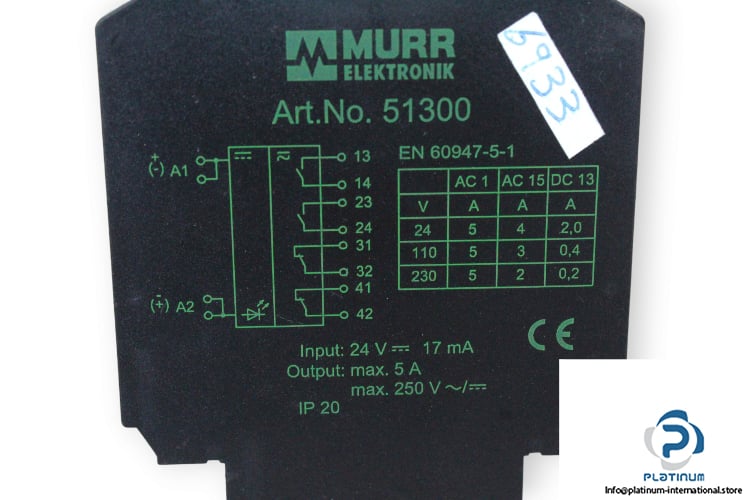 MURR
ELEKTRONIK
6933
Art.No. 51300
+
(-) A1
13
14
23
24
31
32
41
42
-
(+) A2
EN 60947-5-1
AC 1 AC 15 DC 13
V A A A
24 5 4 2,0
110 5 3 0,4
230 5 2 0,2
CE
Input: 24 V ⎓ 17 mA
Output: max. 5 A
max. 250 V ~/⎓
IP 20
PLATINUM
Info@platinum-international.store